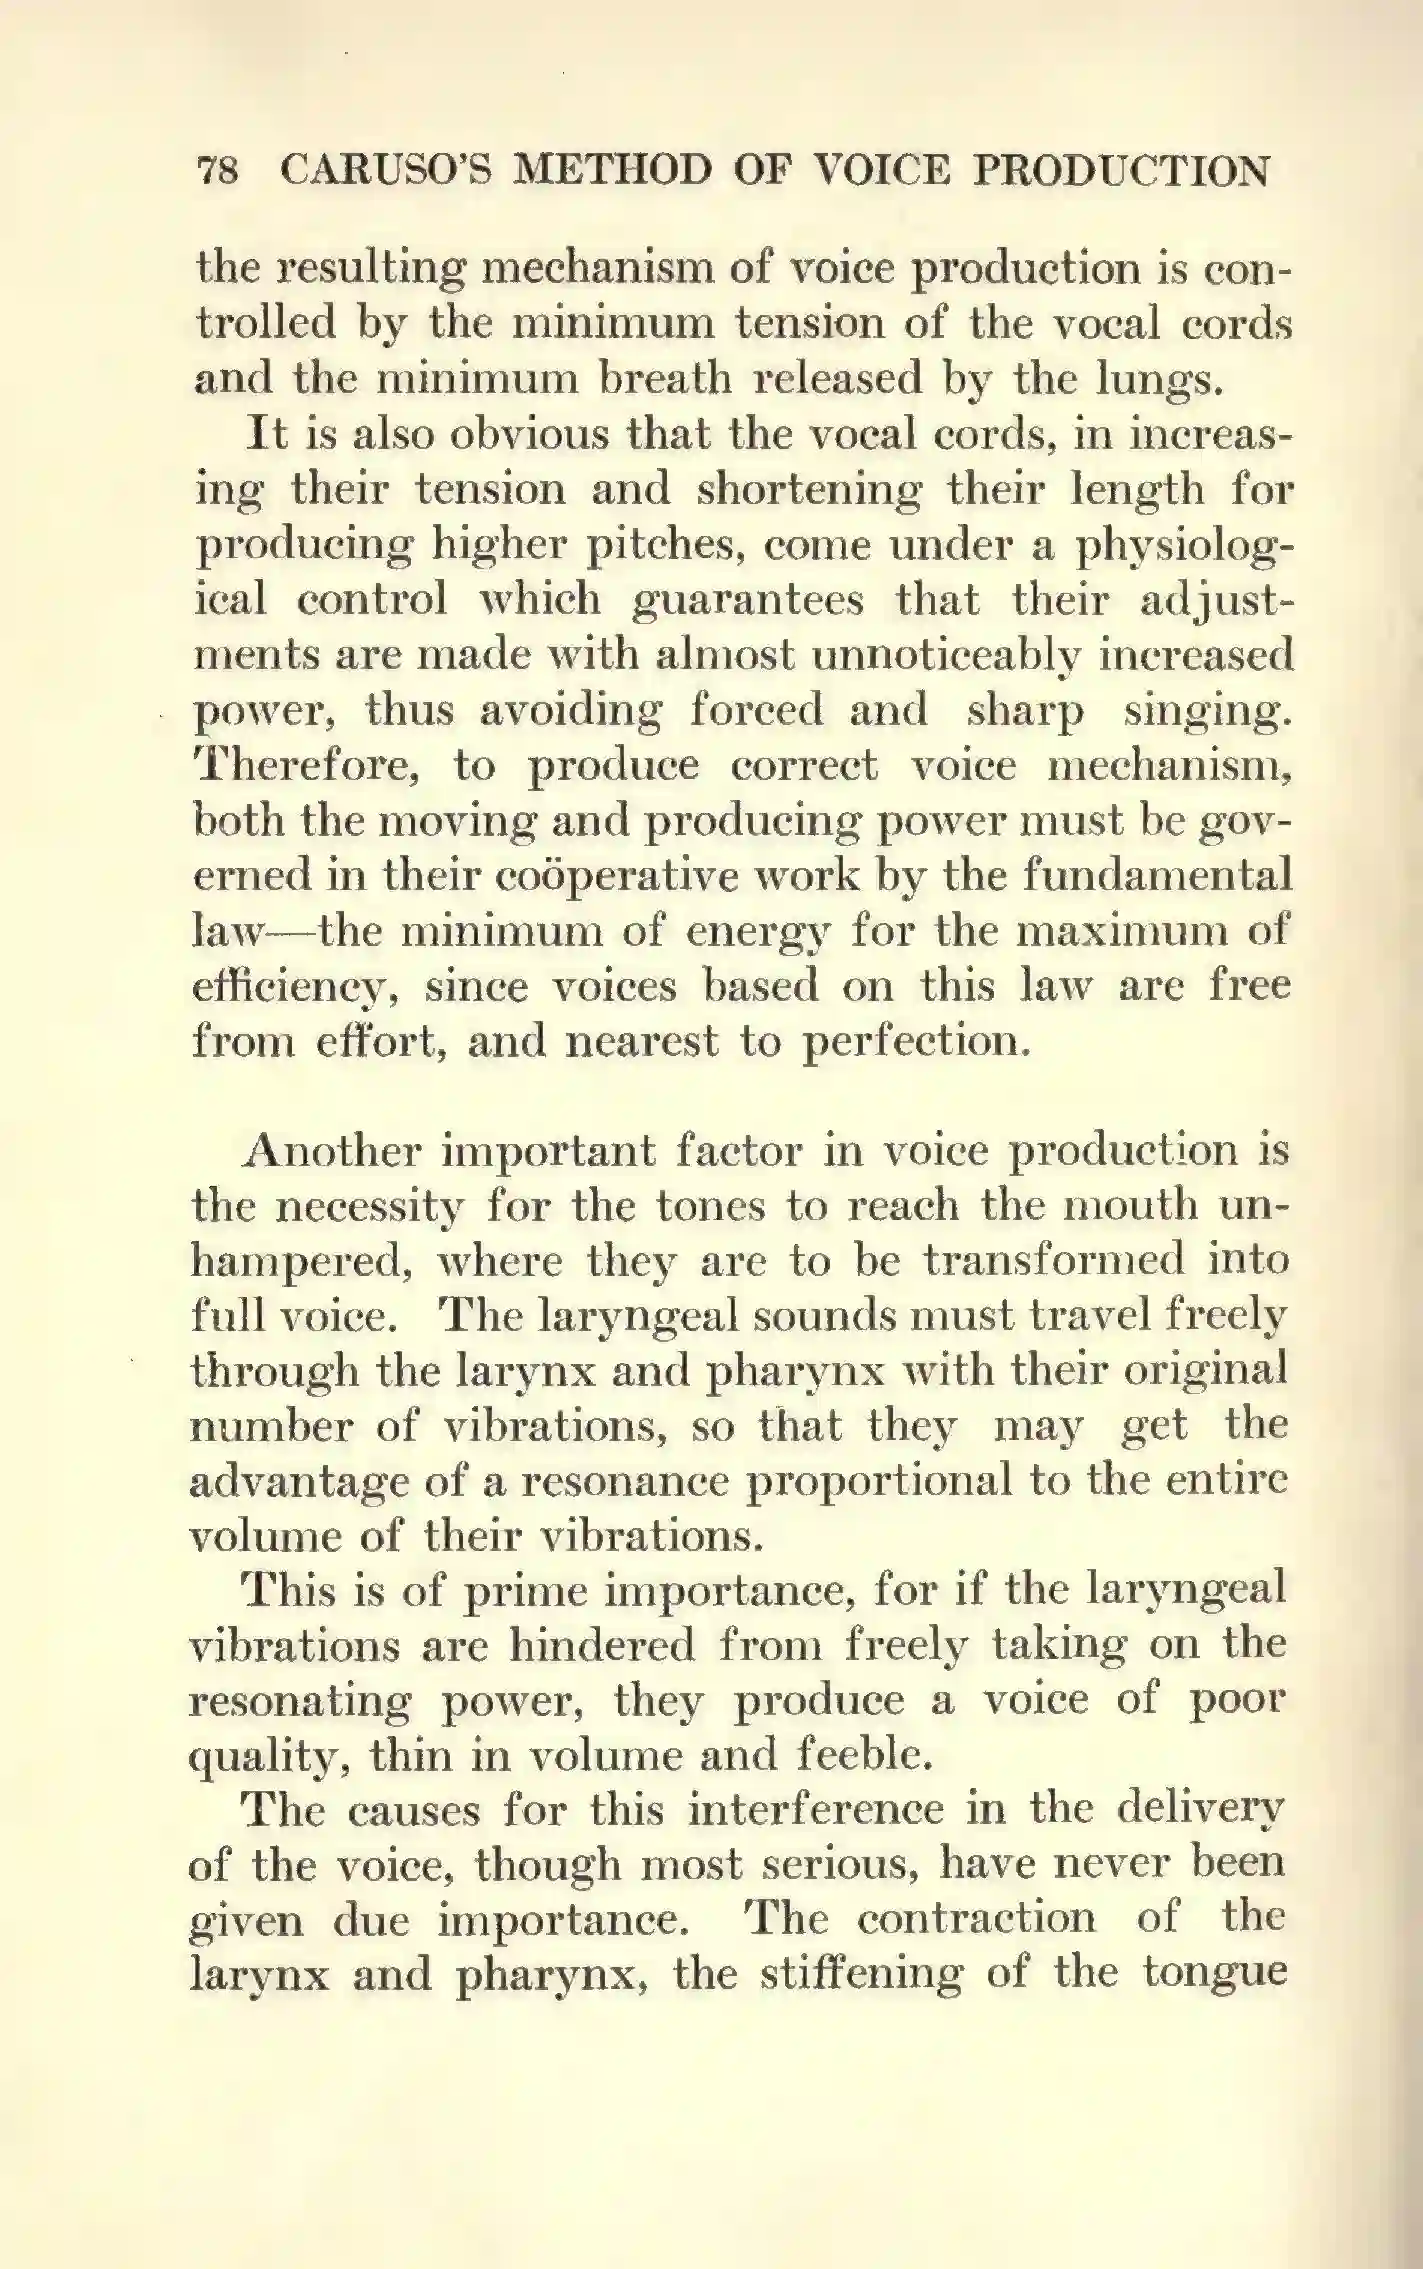 78 CARUSO'S METHOD OF VOICE PRODUCTION
the resulting mechanism of voice production is con-
trolled by the minimum tension of the vocal cords
and the minimum breath released by the lungs.
It is also obvious that the vocal cords, in increas-
ing their tension and shortening their length for
producing higher pitches, come under a physiolog-
ical control which guarantees that their adjust-
ments are made with almost unnoticeably increased
power, thus avoiding forced and sharp singing.
Therefore, to produce correct voice mechanism,
both the moving and producing power must be gov-
erned in their coöperative work by the fundamental
law—the minimum of energy for the maximum of
efficiency, since voices based on this law are free
from effort, and nearest to perfection.
Another important factor in voice production is
the necessity for the tones to reach the mouth un-
hampered, where they are to be transformed into
full voice. The laryngeal sounds must travel freely
through the larynx and pharynx with their original
number of vibrations, so that they may get the
advantage of a resonance proportional to the entire
volume of their vibrations.
This is of prime importance, for if the laryngeal
vibrations are hindered from freely taking on the
resonating power, they produce a voice of poor
quality, thin in volume and feeble.
The causes for this interference in the delivery
of the voice, though most serious, have never been
given due importance. The contraction of the
larynx and pharynx, the stiffening of the tongue